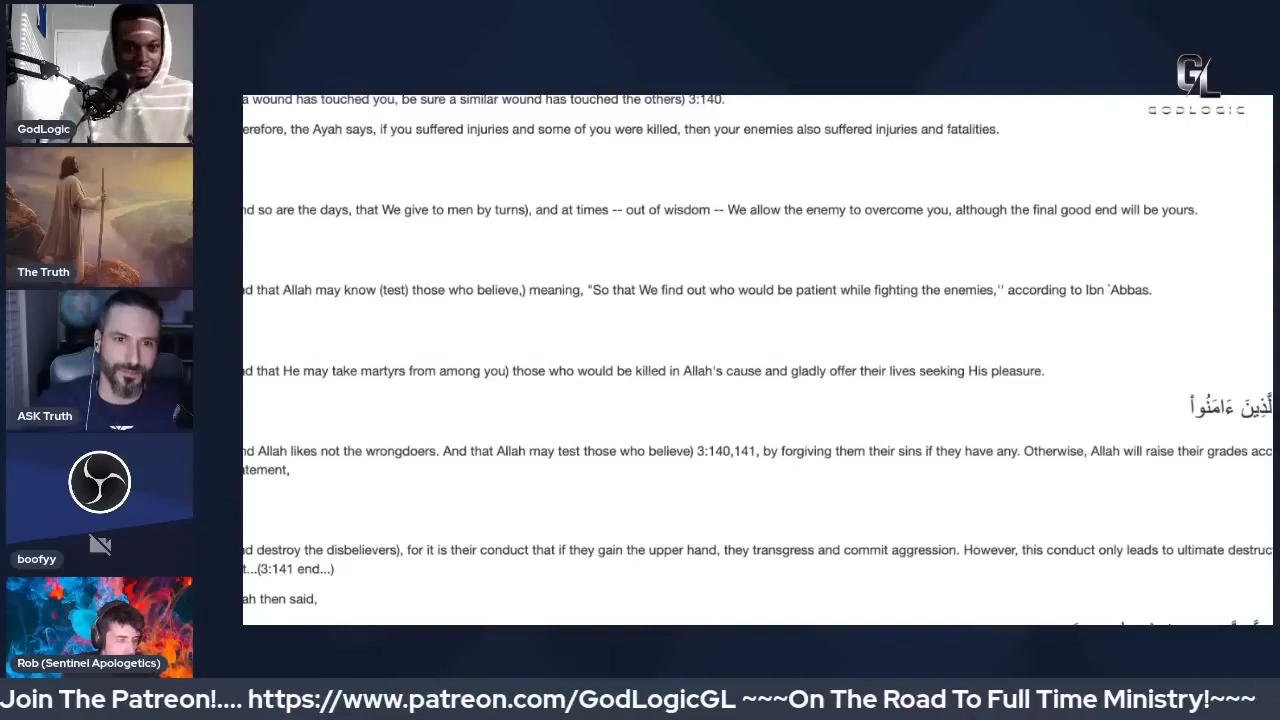 GodLogic
The Truth
ASK Truth
boofyy
Rob (Sentinel Apologetics)
GL
GODLOGIC
a wound has touched you, be sure a similar wound has touched the others) 3:140.
erefore, the Ayah says, if you suffered injuries and some of you were killed, then your enemies also suffered injuries and fatalities.
nd so are the days, that We give to men by turns), and at times -- out of wisdom -- We allow the enemy to overcome you, although the final good end will be yours.
nd that Allah may know (test) those who believe,) meaning, "So that We find out who would be patient while fighting the enemies,'' according to Ibn `Abbas.
nd that He may take martyrs from among you) those who would be killed in Allah's cause and gladly offer their lives seeking His pleasure.
لَّذِينَ ءَامَنُواْ
nd Allah likes not the wrongdoers. And that Allah may test those who believe) 3:140,141, by forgiving them their sins if they have any. Otherwise, Allah will raise their grades acc
atement,
nd destroy the disbelievers), for it is their conduct that if they gain the upper hand, they transgress and commit aggression. However, this conduct only leads to ultimate destruc
t...(3:141 end...)
ah then said,
Join The Patreon!.... https://www.patreon.com/GodLogicGL ~~~On The Road To Full Time Ministry!~~~